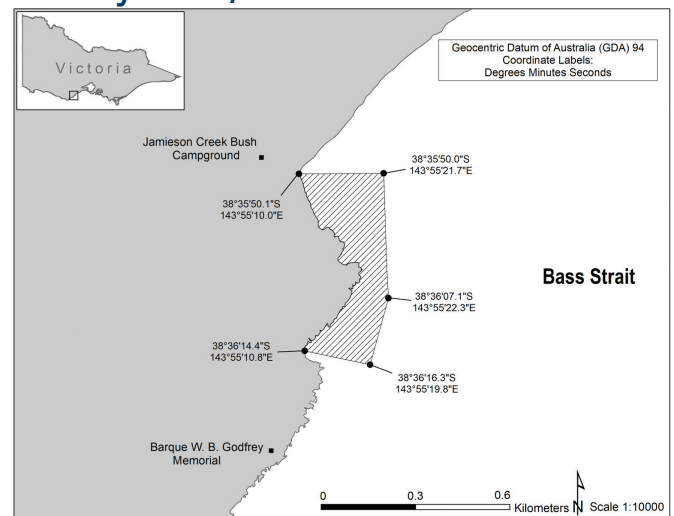 Geocentric Datum of Australia (GDA) 94
Coordinate Labels:
Degrees Minutes Seconds
Victoria
Jamieson Creek Bush
Campground
38°35'50.0"S
143°55'21.7"E
38°35'50.1"S
143°55'10.0"E
Bass Strait
38°36'07.1"S
143°55'22.3"E
38°36'14.4"S
143°55'10.8"E
38°36'16.3"S
143°55'19.8"E
Barque W. B. Godfrey
Memorial
0 0.3 0.6
Kilometers N Scale 1:10000